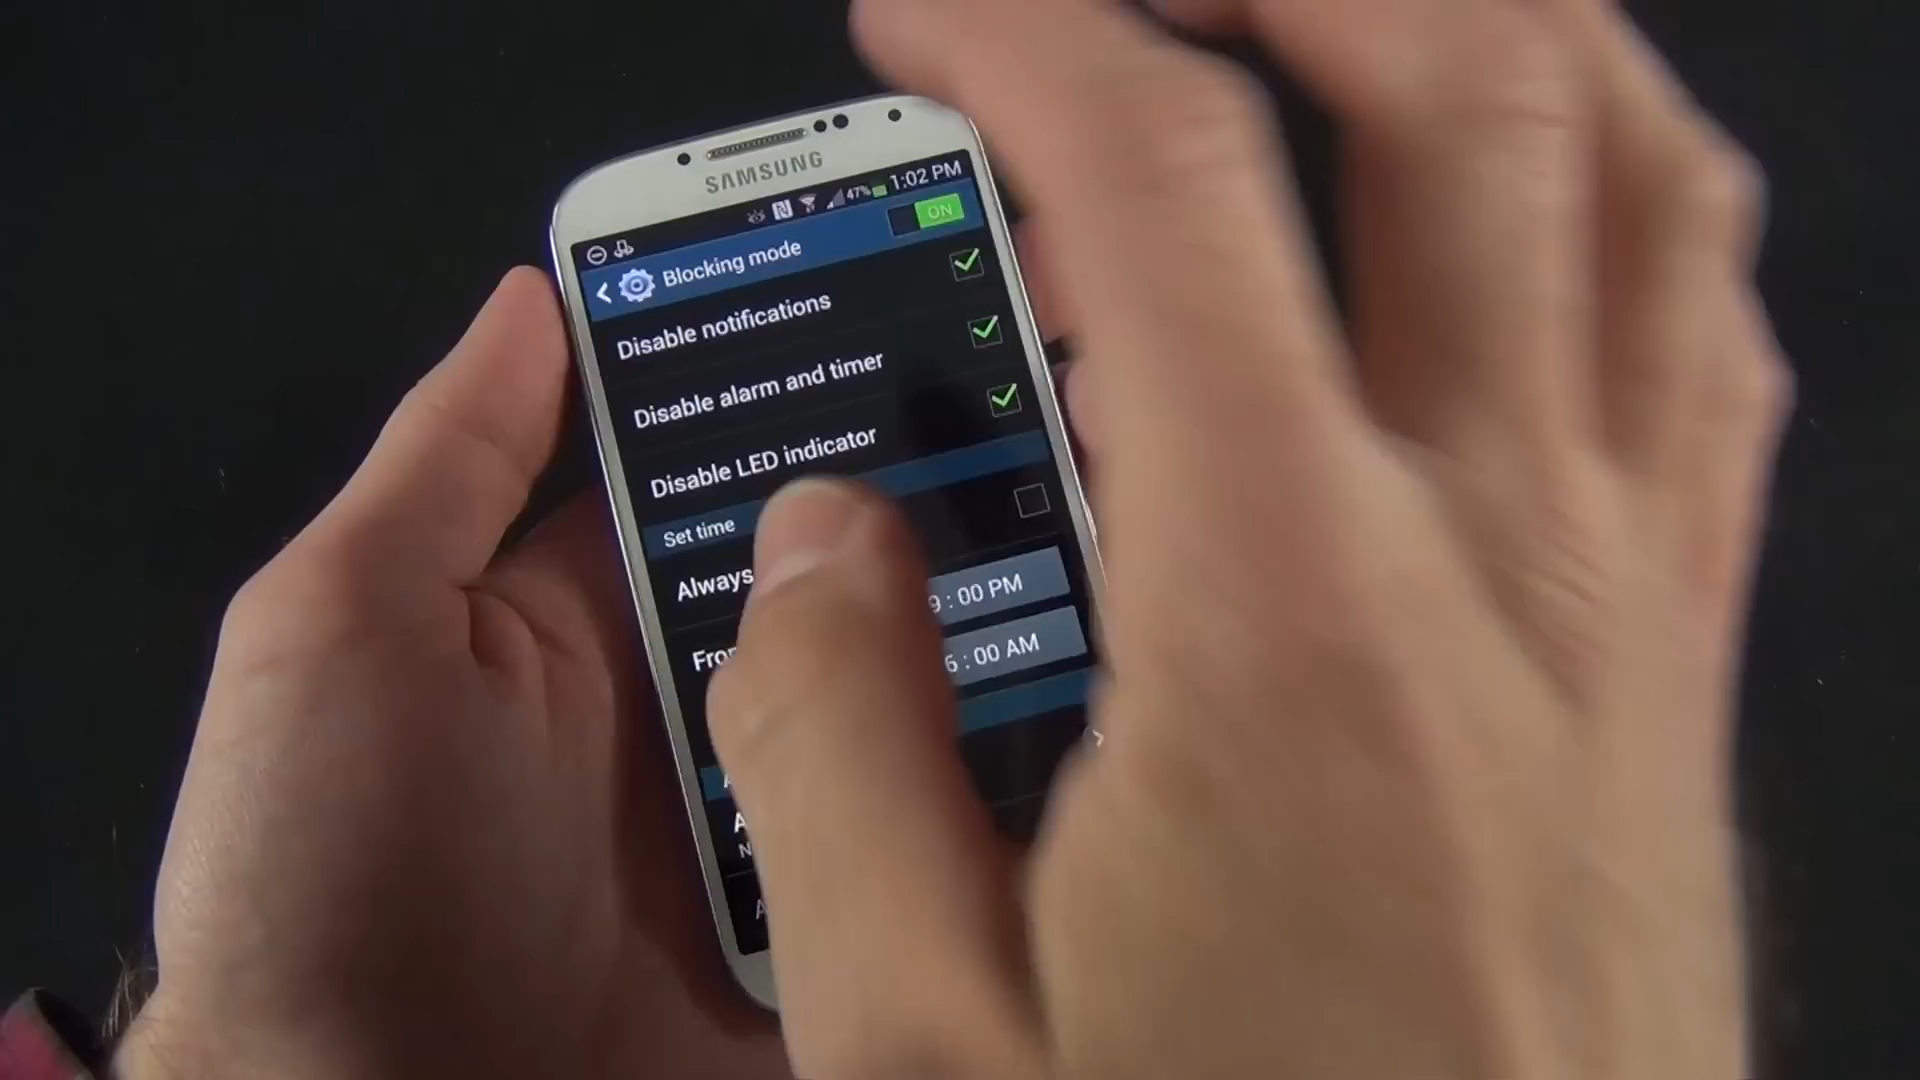 SAMSUNG
47% 1:02 PM
Blocking mode ON
Disable notifications
Disable alarm and timer
Disable LED indicator
Set time
Always
9 : 00 PM
6 : 00 AM